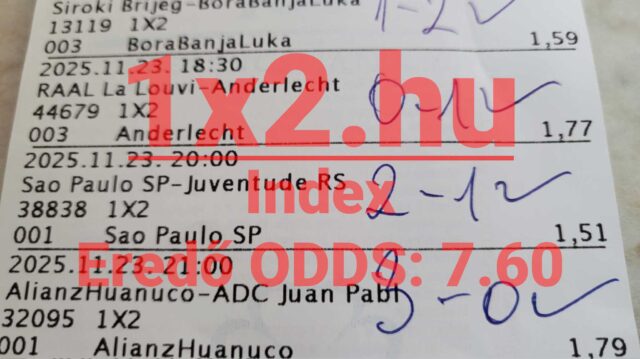 Siroki Brijeg-BoraBanjaLuka
13119 1X2
1-2
003 BoraBanjaLuka 1,59
2025.11.23. 18:30
RAAL La Louvi-Anderlecht
44679 1X2
0-1
003 Anderlecht 1,77
2025.11.23. 20:00
Sao Paulo SP-Juventude RS
38838 1X2
2-1
001 Sao Paulo SP 1,51
2025.11.23. 21:00
AlianzHuanuco-ADC Juan Pabl
32095 1X2
3-0
001 AlianzHuanuco 1,79
1x2.hu
Index
Eredő ODDS: 7.60